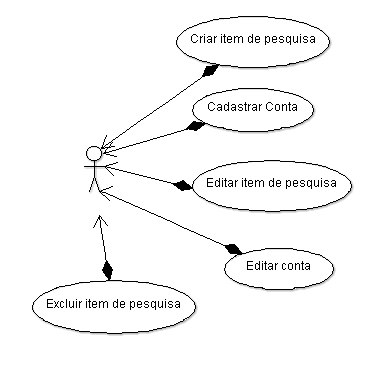 Criar item de pesquisa
Cadastrar Conta
Editar item de pesquisa
Editar conta
Excluir item de pesquisa